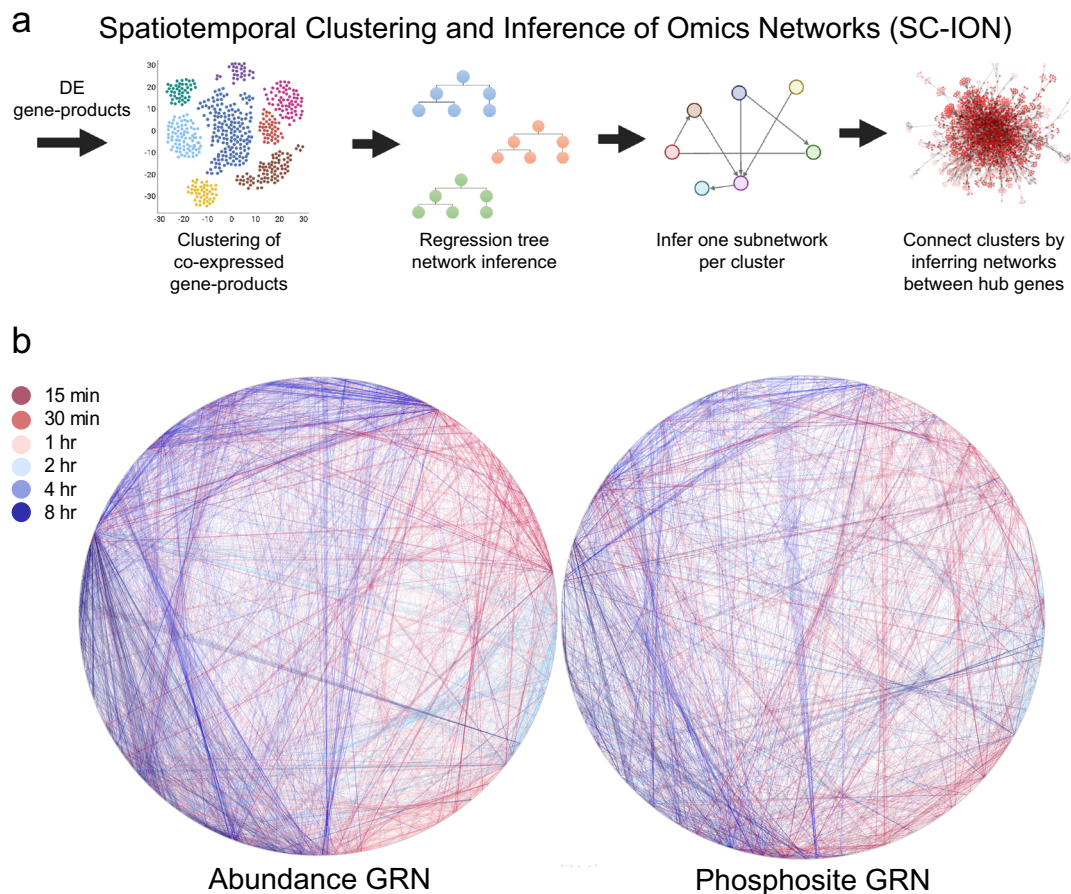 a
Spatiotemporal Clustering and Inference of Omics Networks (SC-ION)
DE
gene-products
30
20
10
0
-10
-20
-30
-30 -20 -10 0 10 20 30
Clustering of
co-expressed
gene-products
Regression tree
network inference
Infer one subnetwork
per cluster
Connect clusters by
inferring networks
between hub genes
b
15 min
30 min
1 hr
2 hr
4 hr
8 hr
Abundance GRN
Phosphosite GRN